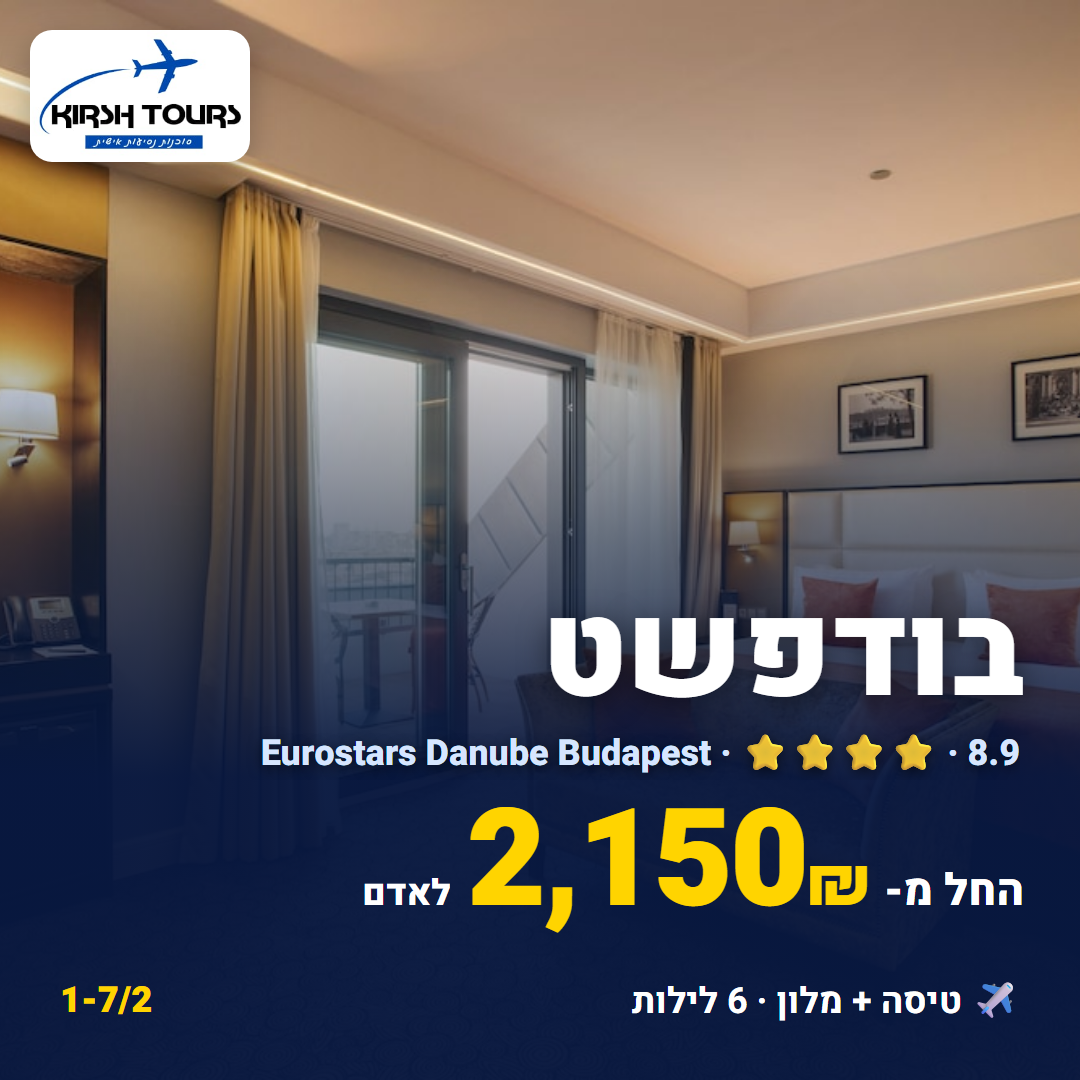 KIRSH TOURS
סוכנות נסיעות אישית
בודפשט
Eurostars Danube Budapest · ⭐⭐⭐⭐ · 8.9
החל מ- ₪2,150 לאדם
✈️ טיסה + מלון · 6 לילות
1-7/2